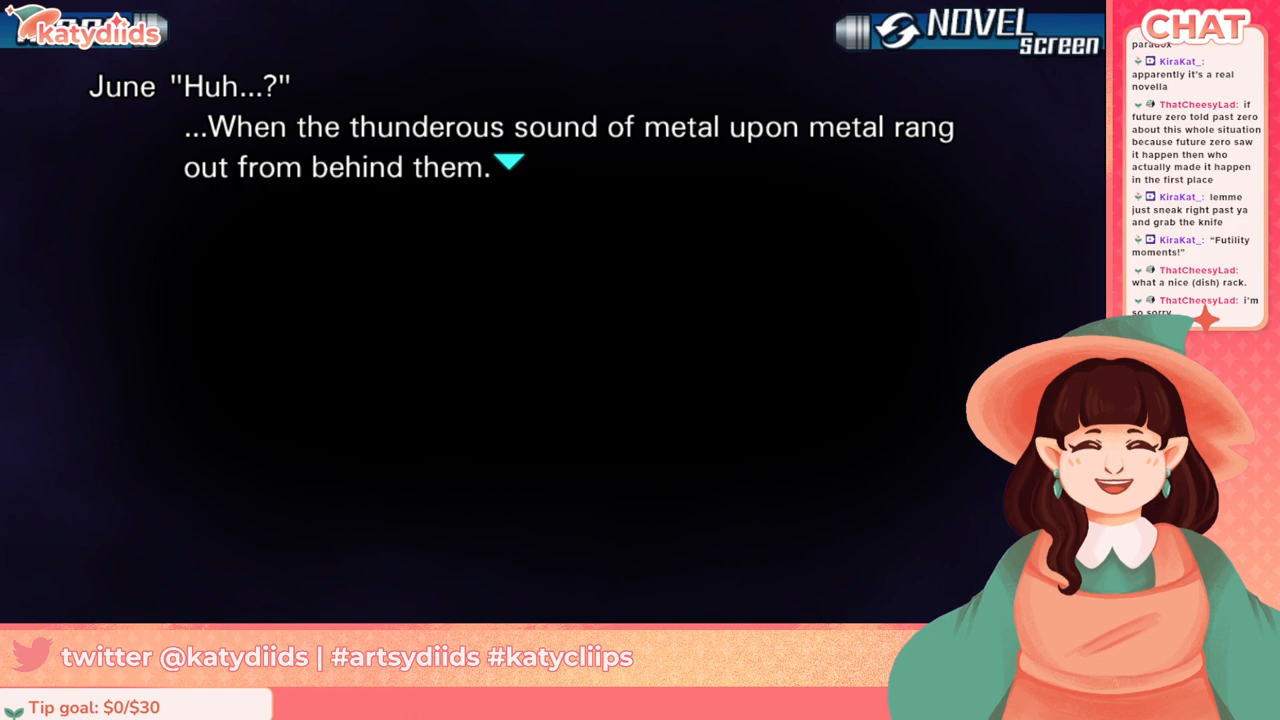 katydiids
NOVEL
Screen
CHAT
June "Huh...?"
...When the thunderous sound of metal upon metal rang
out from behind them.
paradox
KiraKat_:
apparently it's a real
novella
ThatCheesyLad: if
future zero told past zero
about this whole situation
because future zero saw
it happen then who
actually made it happen
in the first place
KiraKat_: lemme
just sneak right past ya
and grab the knife
KiraKat_: “Futility
moments!”
ThatCheesyLad:
what a nice (dish) rack.
ThatCheesyLad: i'm
so sorry
twitter @katydiids | #artsydiids #katycliips
Tip goal: $0/$30